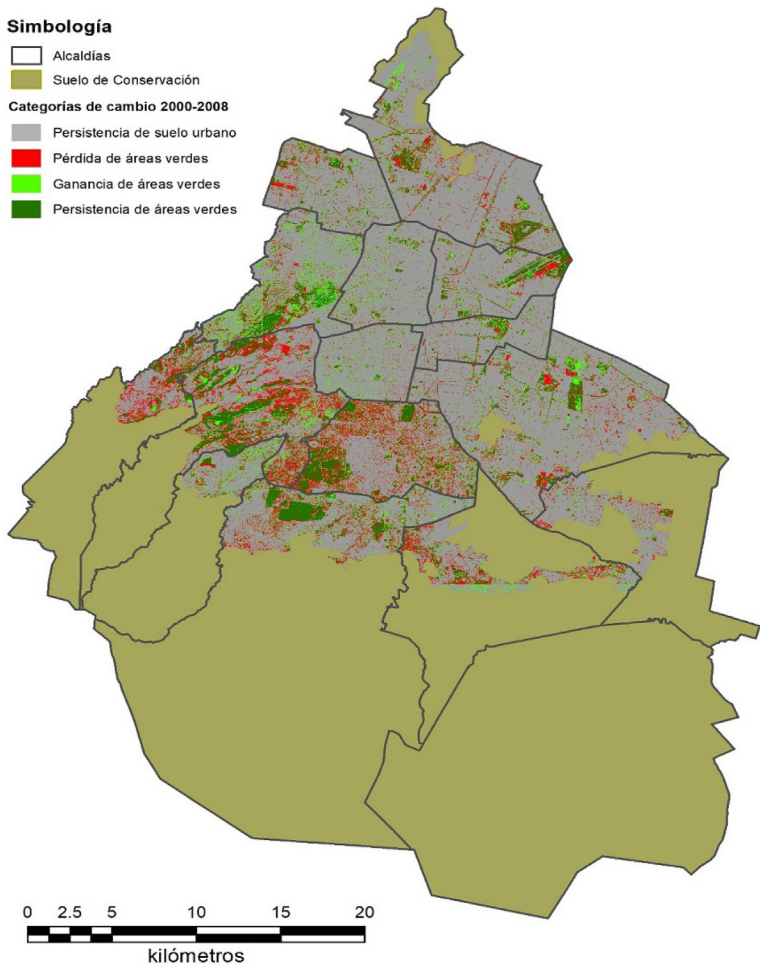 Simbología
Alcaldías
Suelo de Conservación
Categorías de cambio 2000-2008
Persistencia de suelo urbano
Pérdida de áreas verdes
Ganancia de áreas verdes
Persistencia de áreas verdes
0 2.5 5 10 15 20
kilómetros